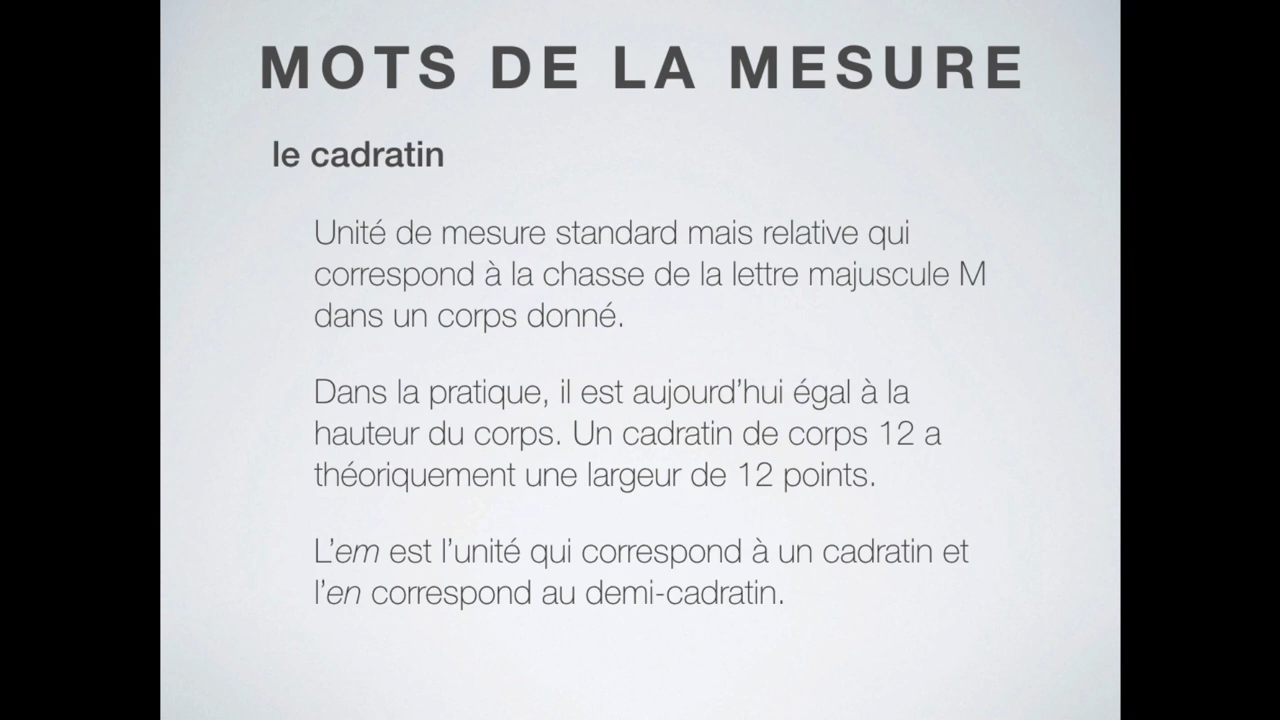 MOTS DE LA MESURE
le cadratin
Unité de mesure standard mais relative qui
correspond à la chasse de la lettre majuscule M
dans un corps donné.
Dans la pratique, il est aujourd’hui égal à la
hauteur du corps. Un cadratin de corps 12 a
théoriquement une largeur de 12 points.
L’em est l’unité qui correspond à un cadratin et
l’en correspond au demi-cadratin.